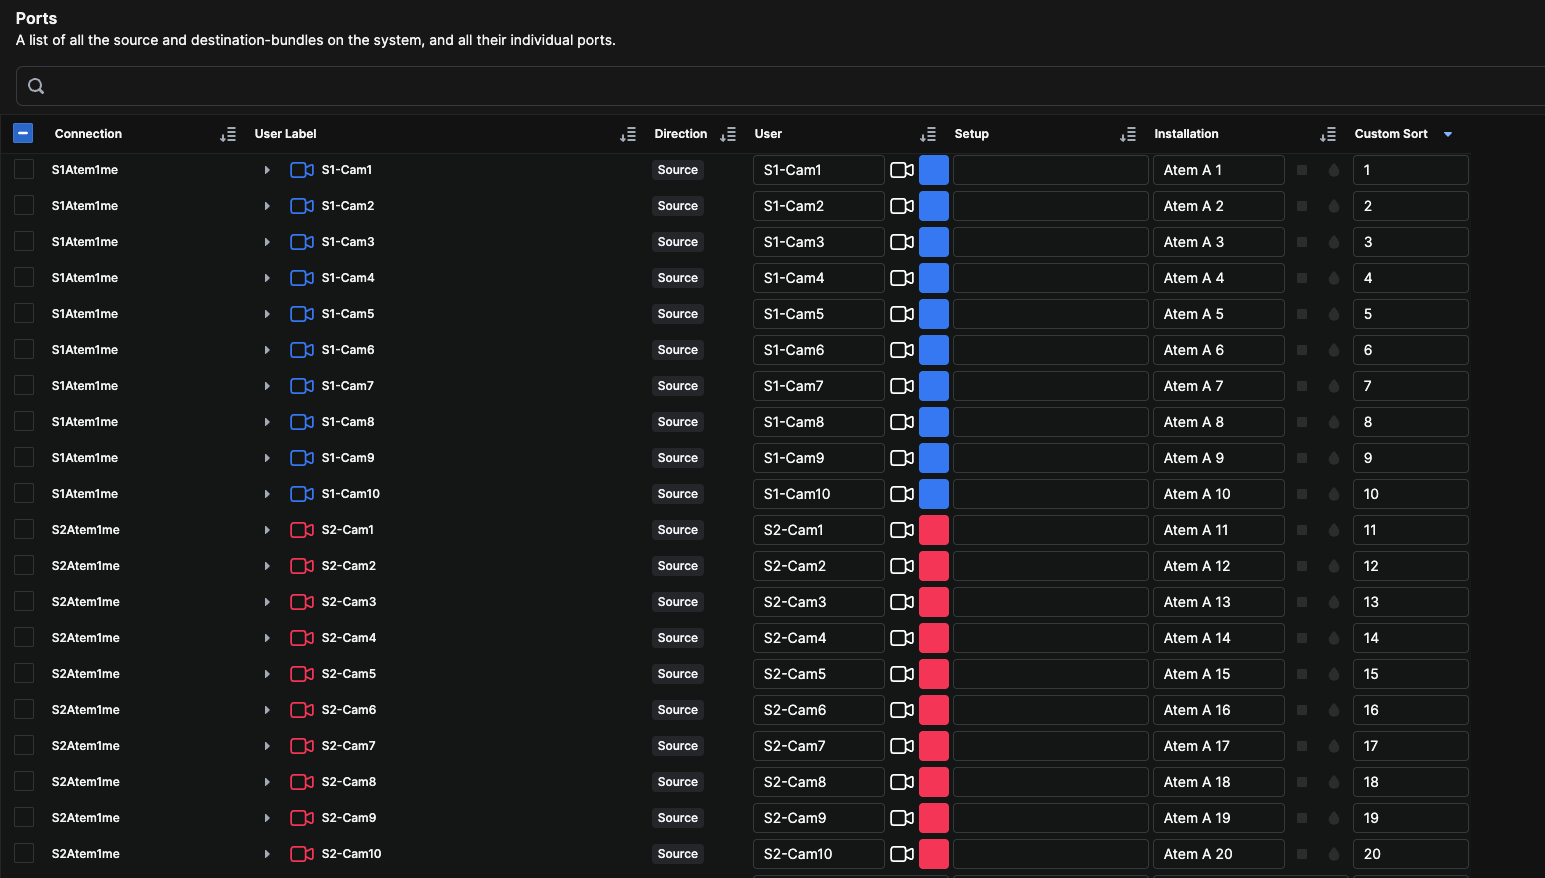 Ports
A list of all the source and destination-bundles on the system, and all their individual ports.
Connection User Label Direction User Setup Installation Custom Sort
S1Atem1me S1-Cam1 Source S1-Cam1 Atem A 1 1
S1Atem1me S1-Cam2 Source S1-Cam2 Atem A 2 2
S1Atem1me S1-Cam3 Source S1-Cam3 Atem A 3 3
S1Atem1me S1-Cam4 Source S1-Cam4 Atem A 4 4
S1Atem1me S1-Cam5 Source S1-Cam5 Atem A 5 5
S1Atem1me S1-Cam6 Source S1-Cam6 Atem A 6 6
S1Atem1me S1-Cam7 Source S1-Cam7 Atem A 7 7
S1Atem1me S1-Cam8 Source S1-Cam8 Atem A 8 8
S1Atem1me S1-Cam9 Source S1-Cam9 Atem A 9 9
S1Atem1me S1-Cam10 Source S1-Cam10 Atem A 10 10
S2Atem1me S2-Cam1 Source S2-Cam1 Atem A 11 11
S2Atem1me S2-Cam2 Source S2-Cam2 Atem A 12 12
S2Atem1me S2-Cam3 Source S2-Cam3 Atem A 13 13
S2Atem1me S2-Cam4 Source S2-Cam4 Atem A 14 14
S2Atem1me S2-Cam5 Source S2-Cam5 Atem A 15 15
S2Atem1me S2-Cam6 Source S2-Cam6 Atem A 16 16
S2Atem1me S2-Cam7 Source S2-Cam7 Atem A 17 17
S2Atem1me S2-Cam8 Source S2-Cam8 Atem A 18 18
S2Atem1me S2-Cam9 Source S2-Cam9 Atem A 19 19
S2Atem1me S2-Cam10 Source S2-Cam10 Atem A 20 20